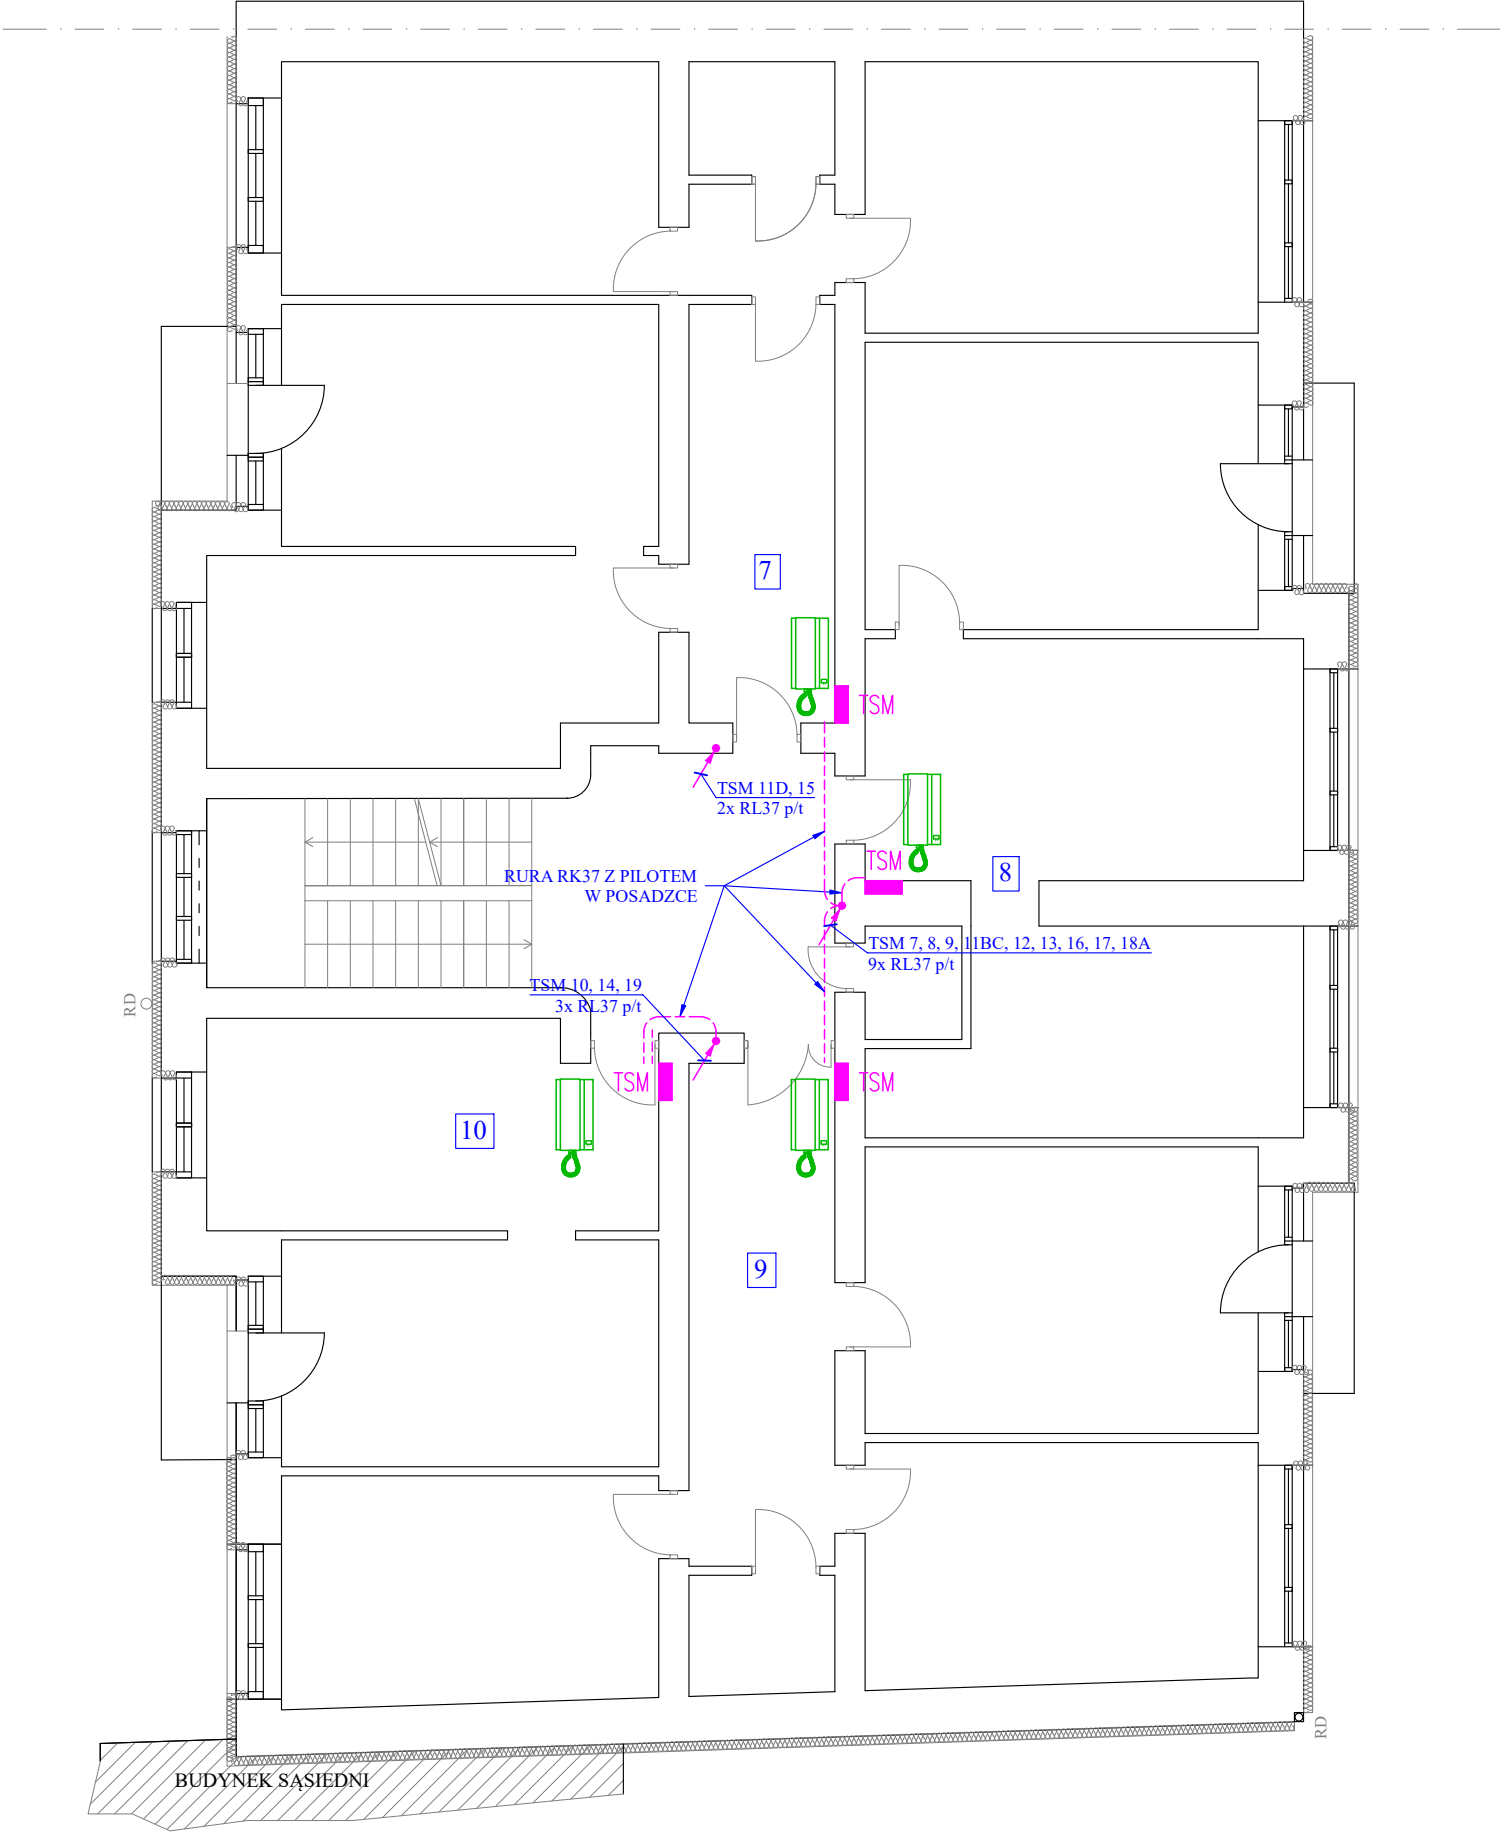 7
TSM
TSM 11D, 15
2x RL37 p/t
TSM
8
RURA RK37 Z PILOTEM
W POSADZCE
TSM 7, 8, 9, 11BC, 12, 13, 16, 17, 18A
9x RL37 p/t
TSM 10, 14, 19
3x RL37 p/t
RD
TSM
TSM
10
9
RD
BUDYNEK SĄSIEDNI